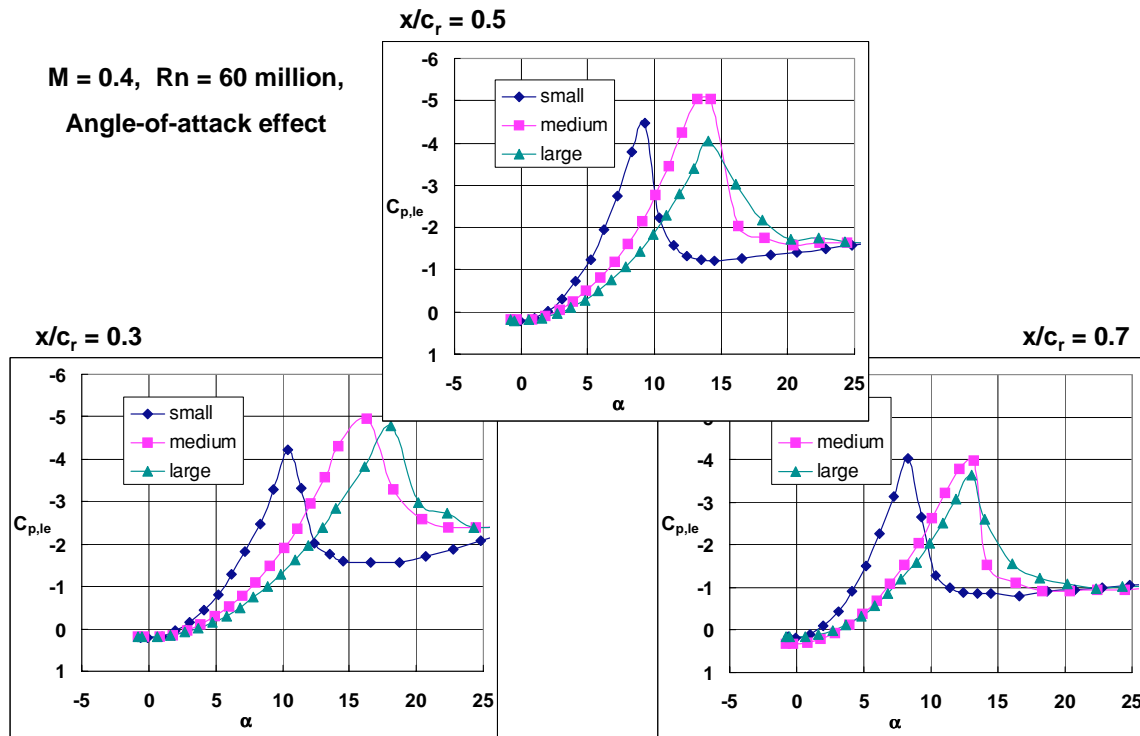 x/cr = 0.5
M = 0.4, Rn = 60 million,
Angle-of-attack effect
-6
-5
-4
-3
-2
-1
0
1
Cp,le
small
medium
large
-5 0 5 10 15 20 25
α
x/cr = 0.3
-6
-5
-4
-3
-2
-1
0
1
Cp,le
small
medium
large
-5 0 5 10 15 20 25
α
x/cr = 0.7
-4
-3
-2
-1
0
1
Cp,le
medium
large
-5 0 5 10 15 20 25
α